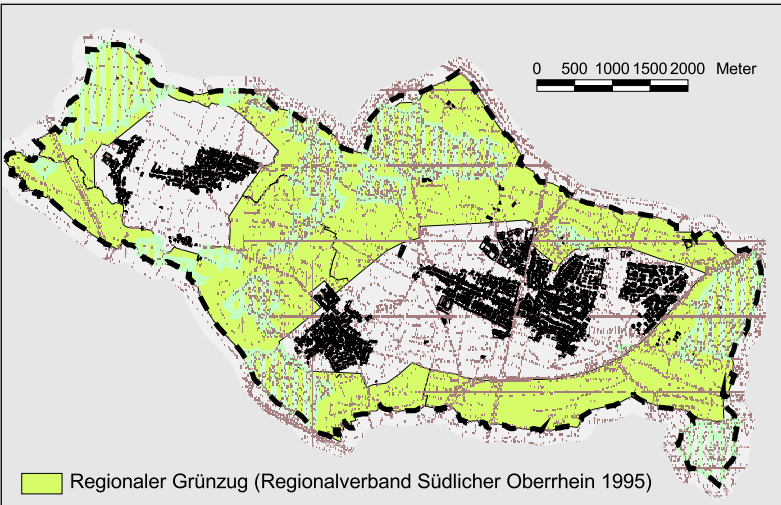 0 500 1000 1500 2000 Meter
Regionaler Grünzug (Regionalverband Südlicher Oberrhein 1995)